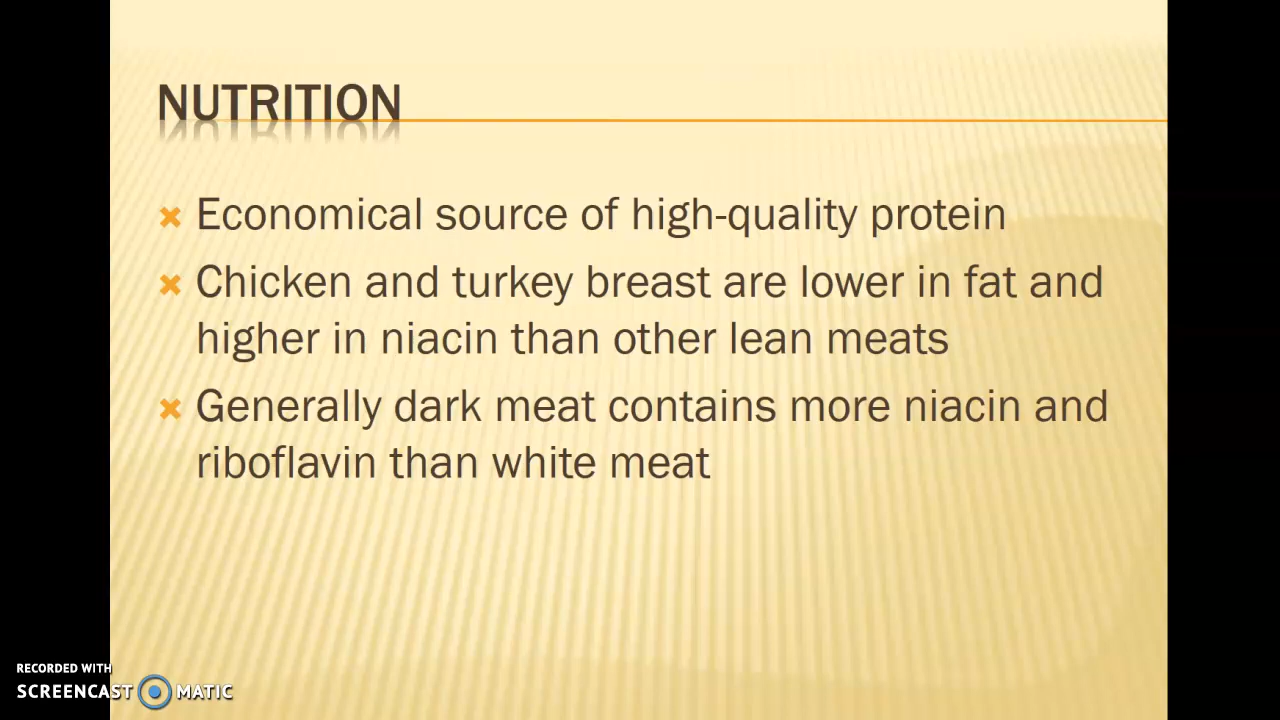 NUTRITION
Economical source of high-quality protein
Chicken and turkey breast are lower in fat and
higher in niacin than other lean meats
Generally dark meat contains more niacin and
riboflavin than white meat
RECORDED WITH
SCREENCAST MATIC